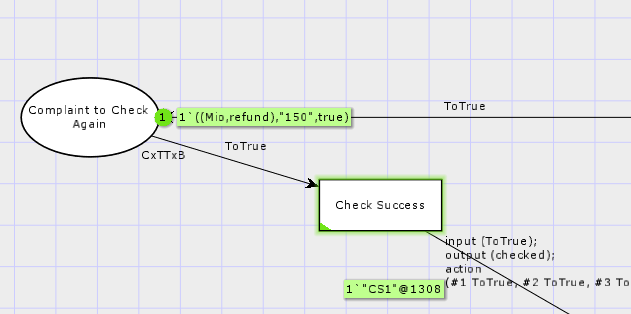 ToTrue
Complaint to Check
Again
1
1`((Mio,refund),"150",true)
ToTrue
CxTTxB
Check Success
input (ToTrue);
output (checked);
action
(#1 ToTrue, #2 ToTrue, #3 To
1`"CS1"@1308